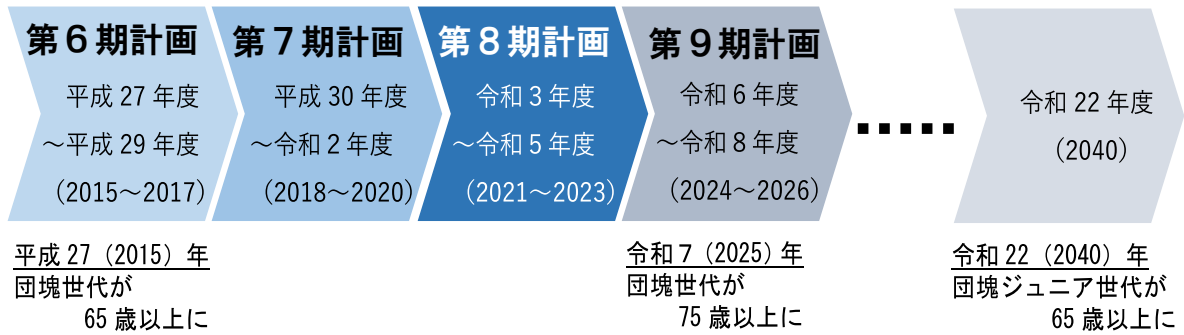 第６期計画
平成 27 年度
～平成 29 年度
（2015～2017）
第７期計画
平成 30 年度
～令和 2 年度
（2018～2020）
第８期計画
令和 3 年度
～令和 5 年度
（2021～2023）
第９期計画
令和 6 年度
～令和 8 年度
（2024～2026）
令和 22 年度
（2040）
平成 27（2015）年
団塊世代が
65 歳以上に
令和７（2025）年
団塊世代が
75 歳以上に
令和 22（2040）年
団塊ジュニア世代が
65 歳以上に